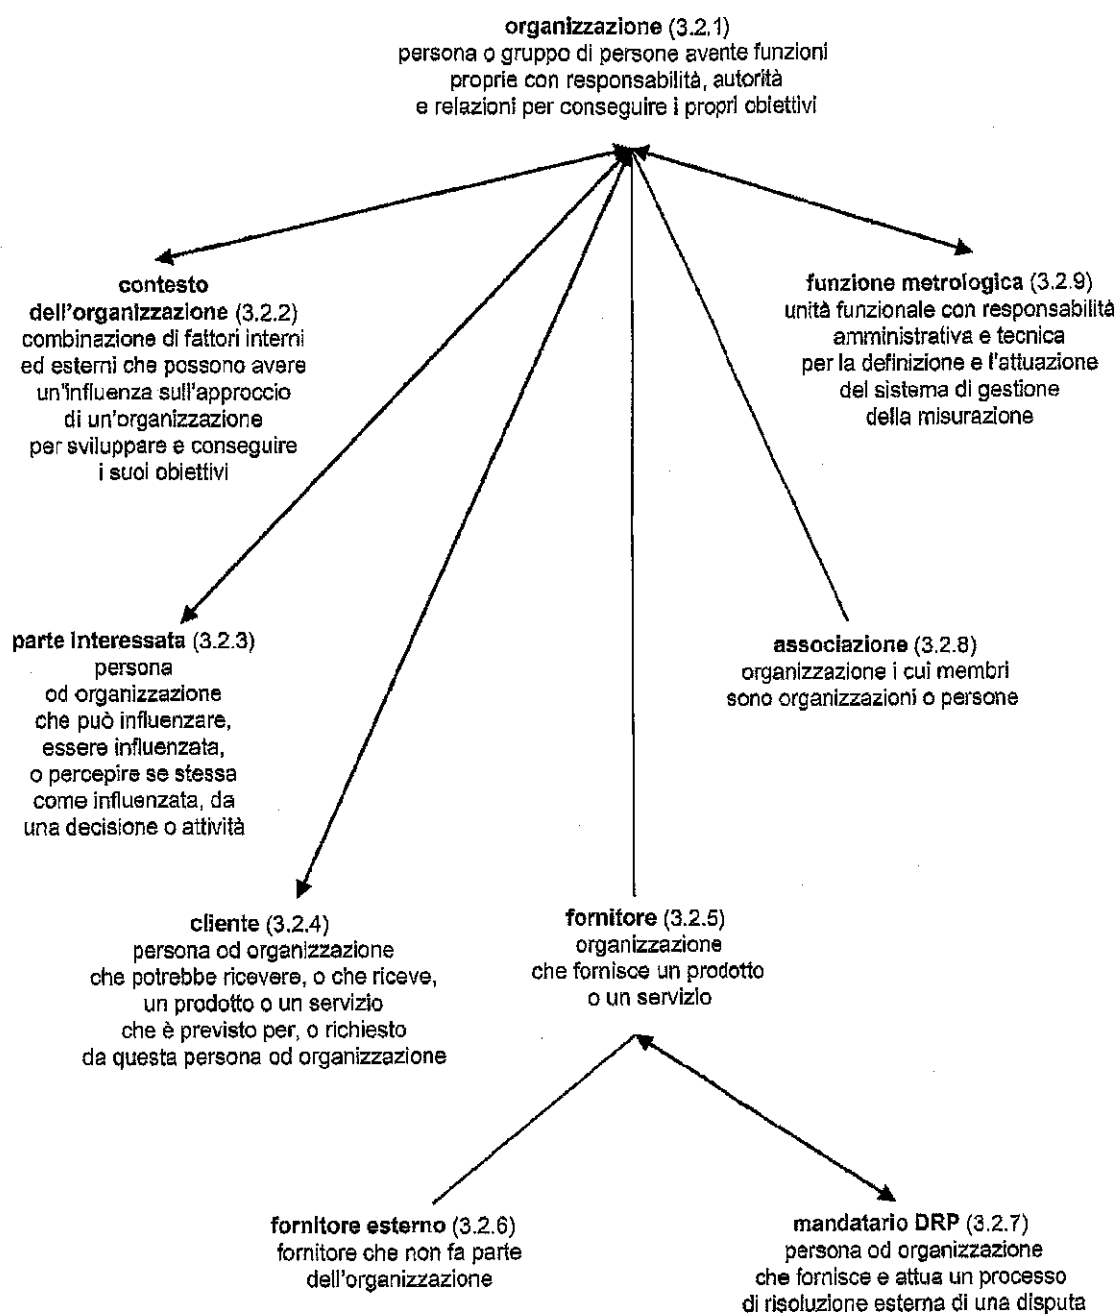 organizzazione (3.2.1)
persona o gruppo di persone avente funzioni
proprie con responsabilità, autorità
e relazioni per conseguire i propri obiettivi
contesto
dell'organizzazione (3.2.2)
combinazione di fattori interni
ed esterni che possono avere
un'influenza sull'approccio
di un'organizzazione
per sviluppare e conseguire
i suoi obiettivi
funzione metrologica (3.2.9)
unità funzionale con responsabilità
amministrativa e tecnica
per la definizione e l'attuazione
del sistema di gestione
della misurazione
parte interessata (3.2.3)
persona
od organizzazione
che può influenzare,
essere influenzata,
o percepire se stessa
come influenzata, da
una decisione o attività
associazione (3.2.8)
organizzazione i cui membri
sono organizzazioni o persone
cliente (3.2.4)
persona od organizzazione
che potrebbe ricevere, o che riceve,
un prodotto o un servizio
che è previsto per, o richiesto
da questa persona od organizzazione
fornitore (3.2.5)
organizzazione
che fornisce un prodotto
o un servizio
fornitore esterno (3.2.6)
fornitore che non fa parte
dell'organizzazione
mandatario DRP (3.2.7)
persona od organizzazione
che fornisce e attua un processo
di risoluzione esterna di una disputa